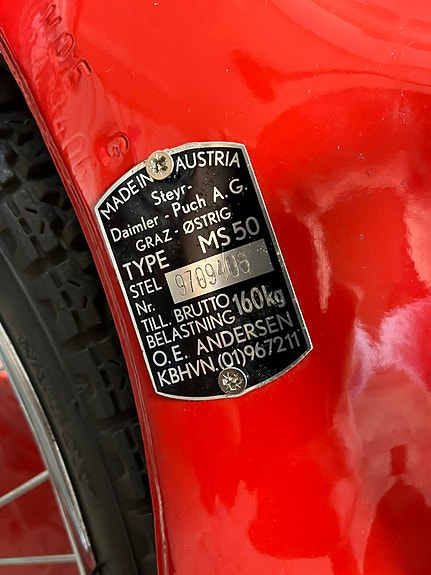 MADE IN AUSTRIA
Steyr-
Daimler - Puch A.G.
GRAZ - ØSTRIG
TYPE MS 50
STEL Nr. 9709406
TILL. BRUTTO
BELASTNING 160kg
O.E. ANDERSEN
KBHVN.(01)967211